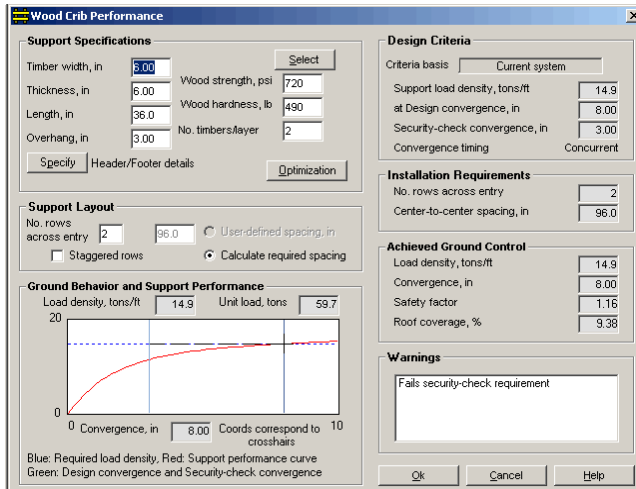 Wood Crib Performance
Support Specifications
Timber width, in 6.00
Thickness, in 6.00
Length, in 36.0
Overhang, in 3.00
Select
Wood strength, psi 720
Wood hardness, lb 490
No. timbers/layer 2
Specify Header/Footer details
Optimization
Support Layout
No. rows across entry 2 96.0 User-defined spacing, in
Staggered rows Calculate required spacing
Ground Behavior and Support Performance
Load density, tons/ft 14.9 Unit load, tons 59.7
20
0
0 Convergence, in 8.00 Coords correspond to crosshairs 10
Blue: Required load density, Red: Support performance curve
Green: Design convergence and Security-check convergence
Design Criteria
Criteria basis Current system
Support load density, tons/ft 14.9
at Design convergence, in 8.00
Security-check convergence, in 3.00
Convergence timing Concurrent
Installation Requirements
No. rows across entry 2
Center-to-center spacing, in 96.0
Achieved Ground Control
Load density, tons/ft 14.9
Convergence, in 8.00
Safety factor 1.16
Roof coverage, % 9.38
Warnings
Fails security-check requirement
Ok Cancel Help